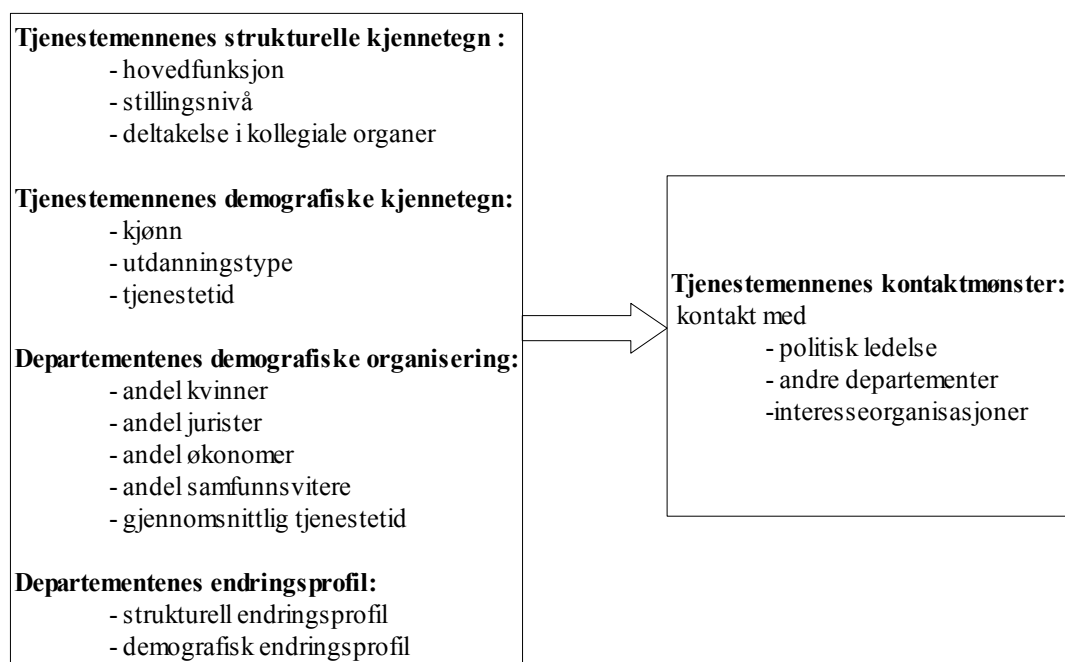 Tjenestemennenes strukturelle kjennetegn :
- hovedfunksjon
- stillingsnivå
- deltakelse i kollegiale organer
Tjenestemennenes demografiske kjennetegn:
- kjønn
- utdanningstype
- tjenestetid
Departementenes demografiske organisering:
- andel kvinner
- andel jurister
- andel økonomer
- andel samfunnsvitere
- gjennomsnittlig tjenestetid
Departementenes endringsprofil:
- strukturell endringsprofil
- demografisk endringsprofil
Tjenestemennenes kontaktmønster:
kontakt med
- politisk ledelse
- andre departementer
-interesseorganisasjoner